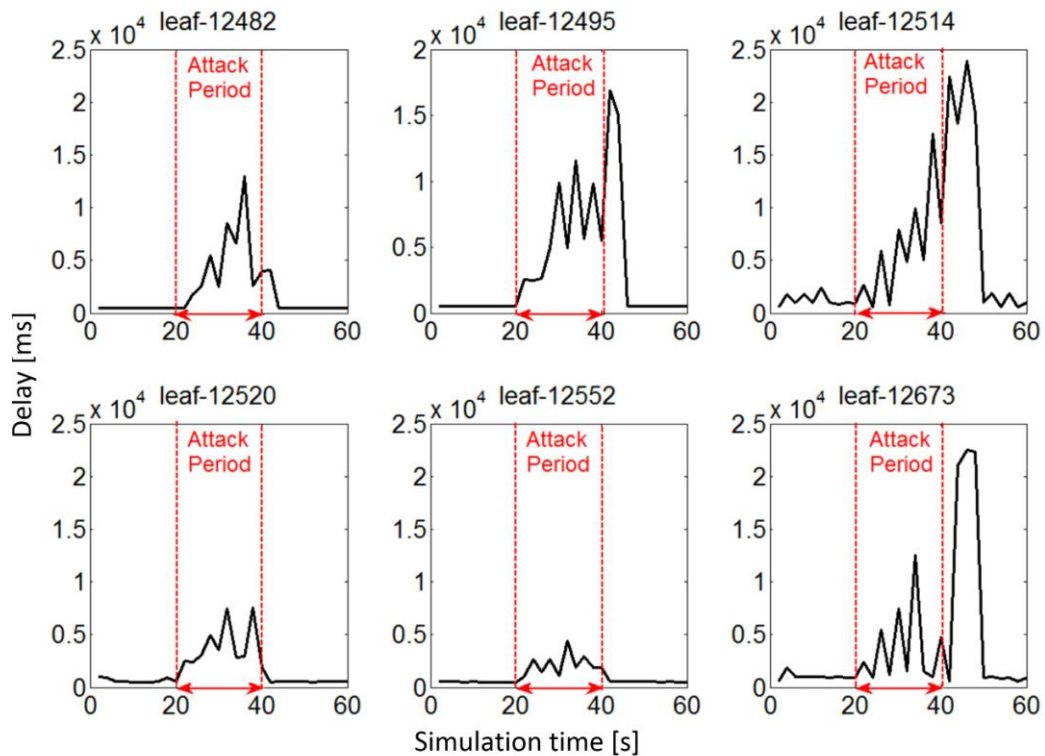 x 10⁴ leaf-12482
2.5
2
1.5
1
0.5
0
0 20 40 60
Attack
Period
x 10⁴ leaf-12495
2
1.5
1
0.5
0
0 20 40 60
Attack
Period
x 10⁴ leaf-12514
2.5
2
1.5
1
0.5
0
0 20 40 60
Attack
Period
Delay [ms]
x 10⁴ leaf-12520
2.5
2
1.5
1
0.5
0
0 20 40 60
Attack
Period
x 10⁴ leaf-12552
2.5
2
1.5
1
0.5
0
0 20 40 60
Attack
Period
x 10⁴ leaf-12673
2.5
2
1.5
1
0.5
0
0 20 40 60
Attack
Period
Simulation time [s]